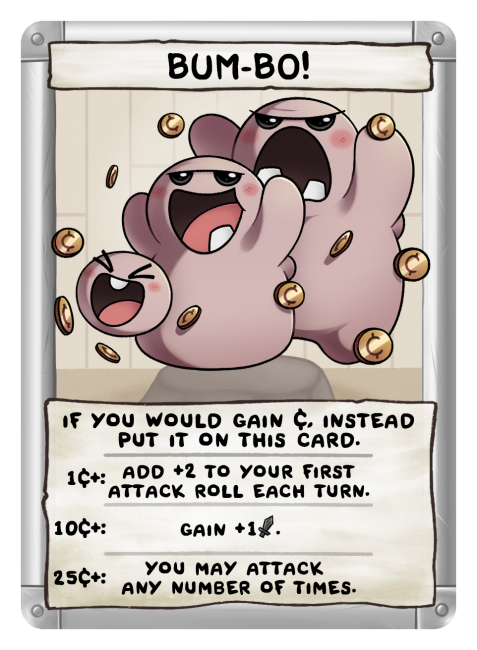 BUM-BO!
IF YOU WOULD GAIN ¢, INSTEAD
PUT IT ON THIS CARD.
1¢+: ADD +2 TO YOUR FIRST
ATTACK ROLL EACH TURN.
10¢+: GAIN +1.
25¢+: YOU MAY ATTACK
ANY NUMBER OF TIMES.